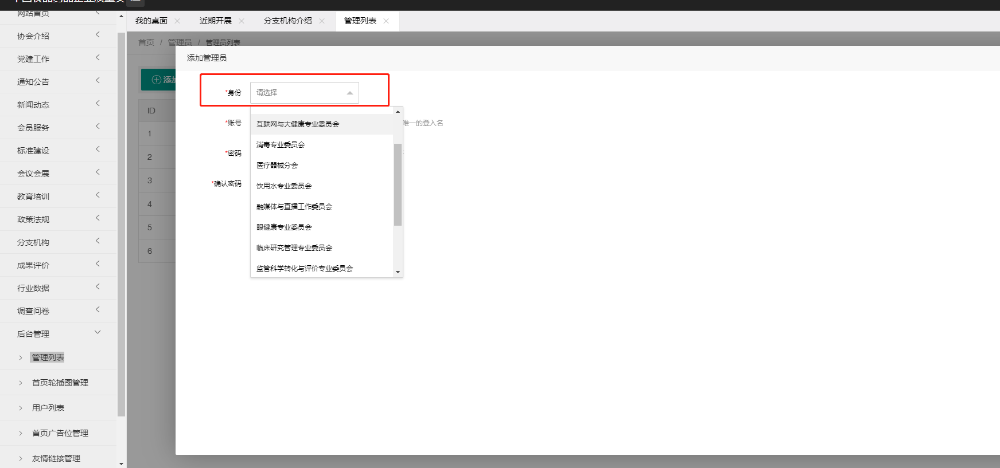 网站首页
协会介绍
党建工作
通知公告
新闻动态
会员服务
标准建设
会议会展
教育培训
政策法规
分支机构
成果评价
行业数据
调查问卷
后台管理
管理列表
首页轮播图管理
用户列表
首页广告位管理
友情链接管理
我的桌面
近期开展
分支机构介绍
管理列表
首页 / 管理员 / 管理员列表
添加
ID
1
2
3
4
5
6
添加管理员
*身份 请选择
*账号
唯一的登入名
*密码
*确认密码
互联网与大健康专业委员会
消毒专业委员会
医疗器械分会
饮用水专业委员会
融媒体与直播工作委员会
眼健康专业委员会
临床研究管理专业委员会
监管科学转化与评价专业委员会